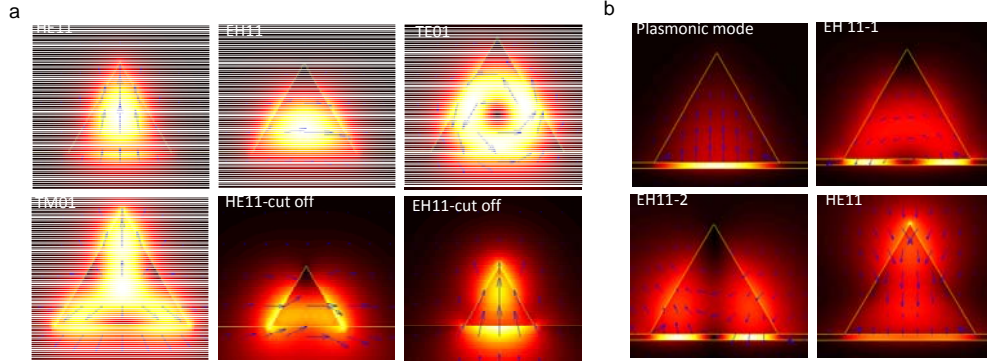 a
b
HE11
EH11
TE01
Plasmonic mode
EH 11-1
TM01
HE11-cut off
EH11-cut off
EH11-2
HE11